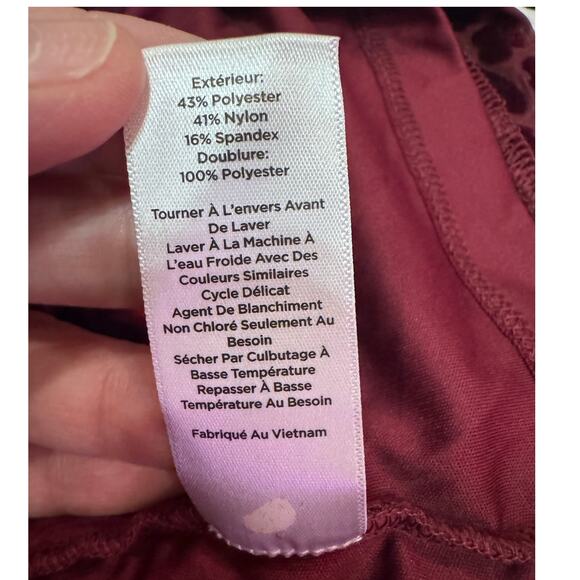 Extérieur:
43% Polyester
41% Nylon
16% Spandex
Doublure:
100% Polyester
Tourner À L'envers Avant
De Laver
Laver À La Machine À
L'eau Froide Avec Des
Couleurs Similaires
Cycle Délicat
Agent De Blanchiment
Non Chloré Seulement Au
Besoin
Sécher Par Culbutage À
Basse Température
Repasser À Basse
Température Au Besoin
Fabriqué Au Vietnam